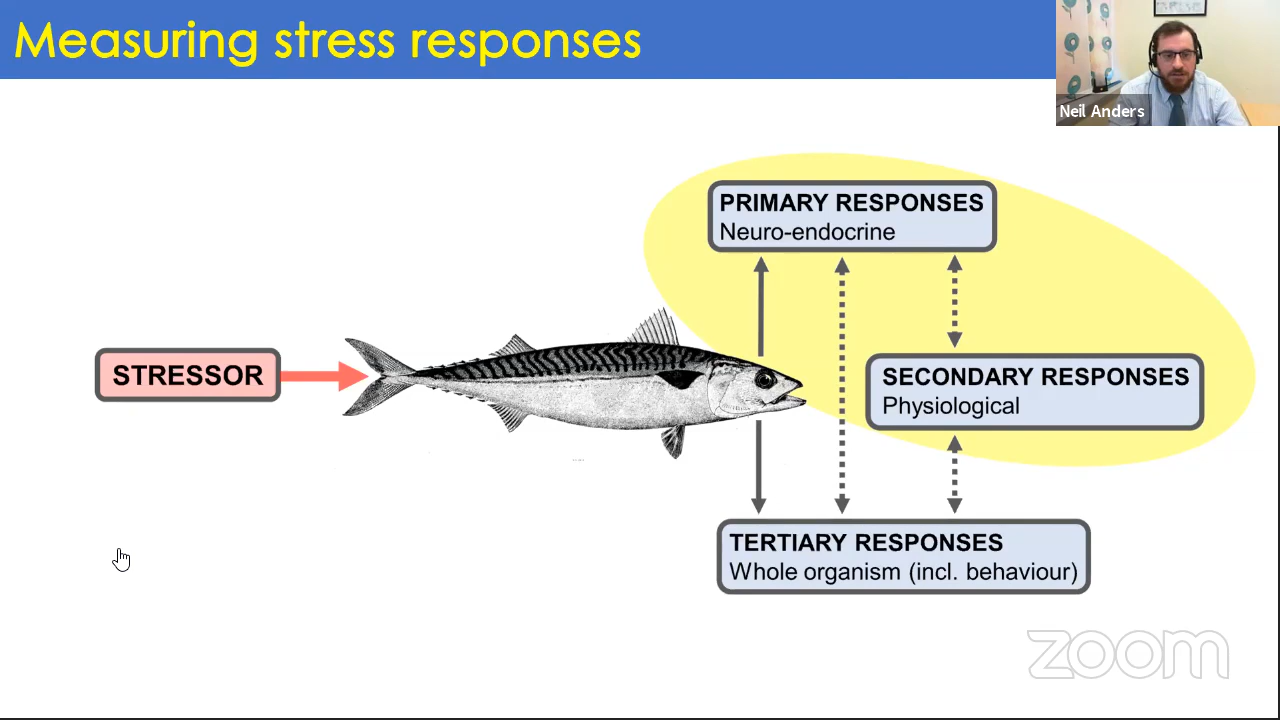 Measuring stress responses
Neil Anders
PRIMARY RESPONSES
Neuro-endocrine
STRESSOR
SECONDARY RESPONSES
Physiological
TERTIARY RESPONSES
Whole organism (incl. behaviour)
zoom